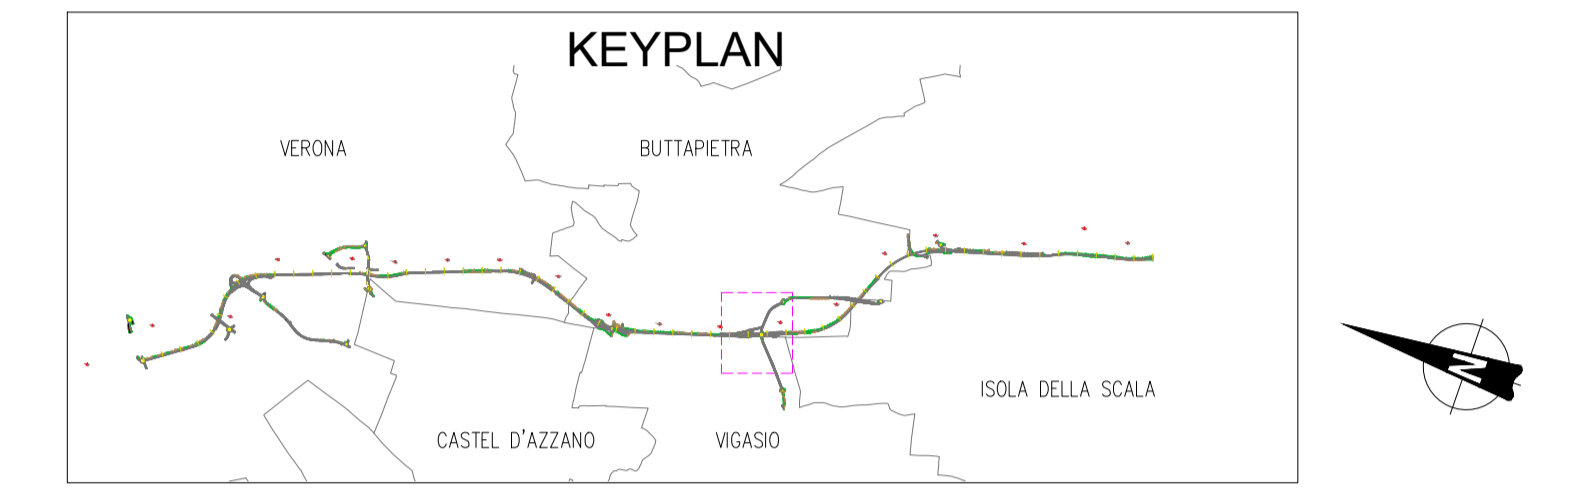 KEYPLAN
VERONA
BUTTAPIETRA
ISOLA DELLA SCALA
CASTEL D'AZZANO
VIGASIO
N